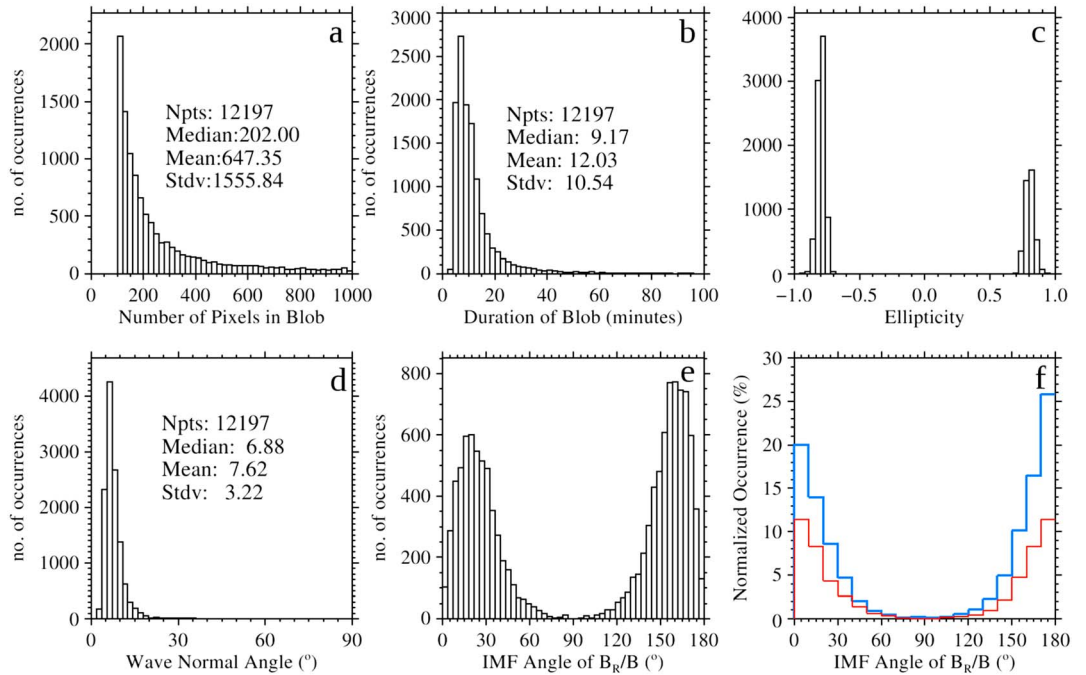 a
no. of occurrences
2000
1500
1000
500
0
Npts: 12197
Median:202.00
Mean:647.35
Stdv:1555.84
0 200 400 600 800 1000
Number of Pixels in Blob
b
no. of occurrences
3000
2500
2000
1500
1000
500
0
Npts: 12197
Median: 9.17
Mean: 12.03
Stdv: 10.54
0 20 40 60 80 100
Duration of Blob (minutes)
c
4000
3000
2000
1000
0
−1.0 −0.5 0.0 0.5 1.0
Ellipticity
d
no. of occurrences
4000
3000
2000
1000
0
Npts: 12197
Median: 6.88
Mean: 7.62
Stdv: 3.22
0 30 60 90
Wave Normal Angle (°)
e
no. of occurrences
800
600
400
200
0
0 30 60 90 120 150 180
IMF Angle of B_R/B (°)
f
Normalized Occurrence (%)
30
25
20
15
10
5
0
0 30 60 90 120 150 180
IMF Angle of B_R/B (°)